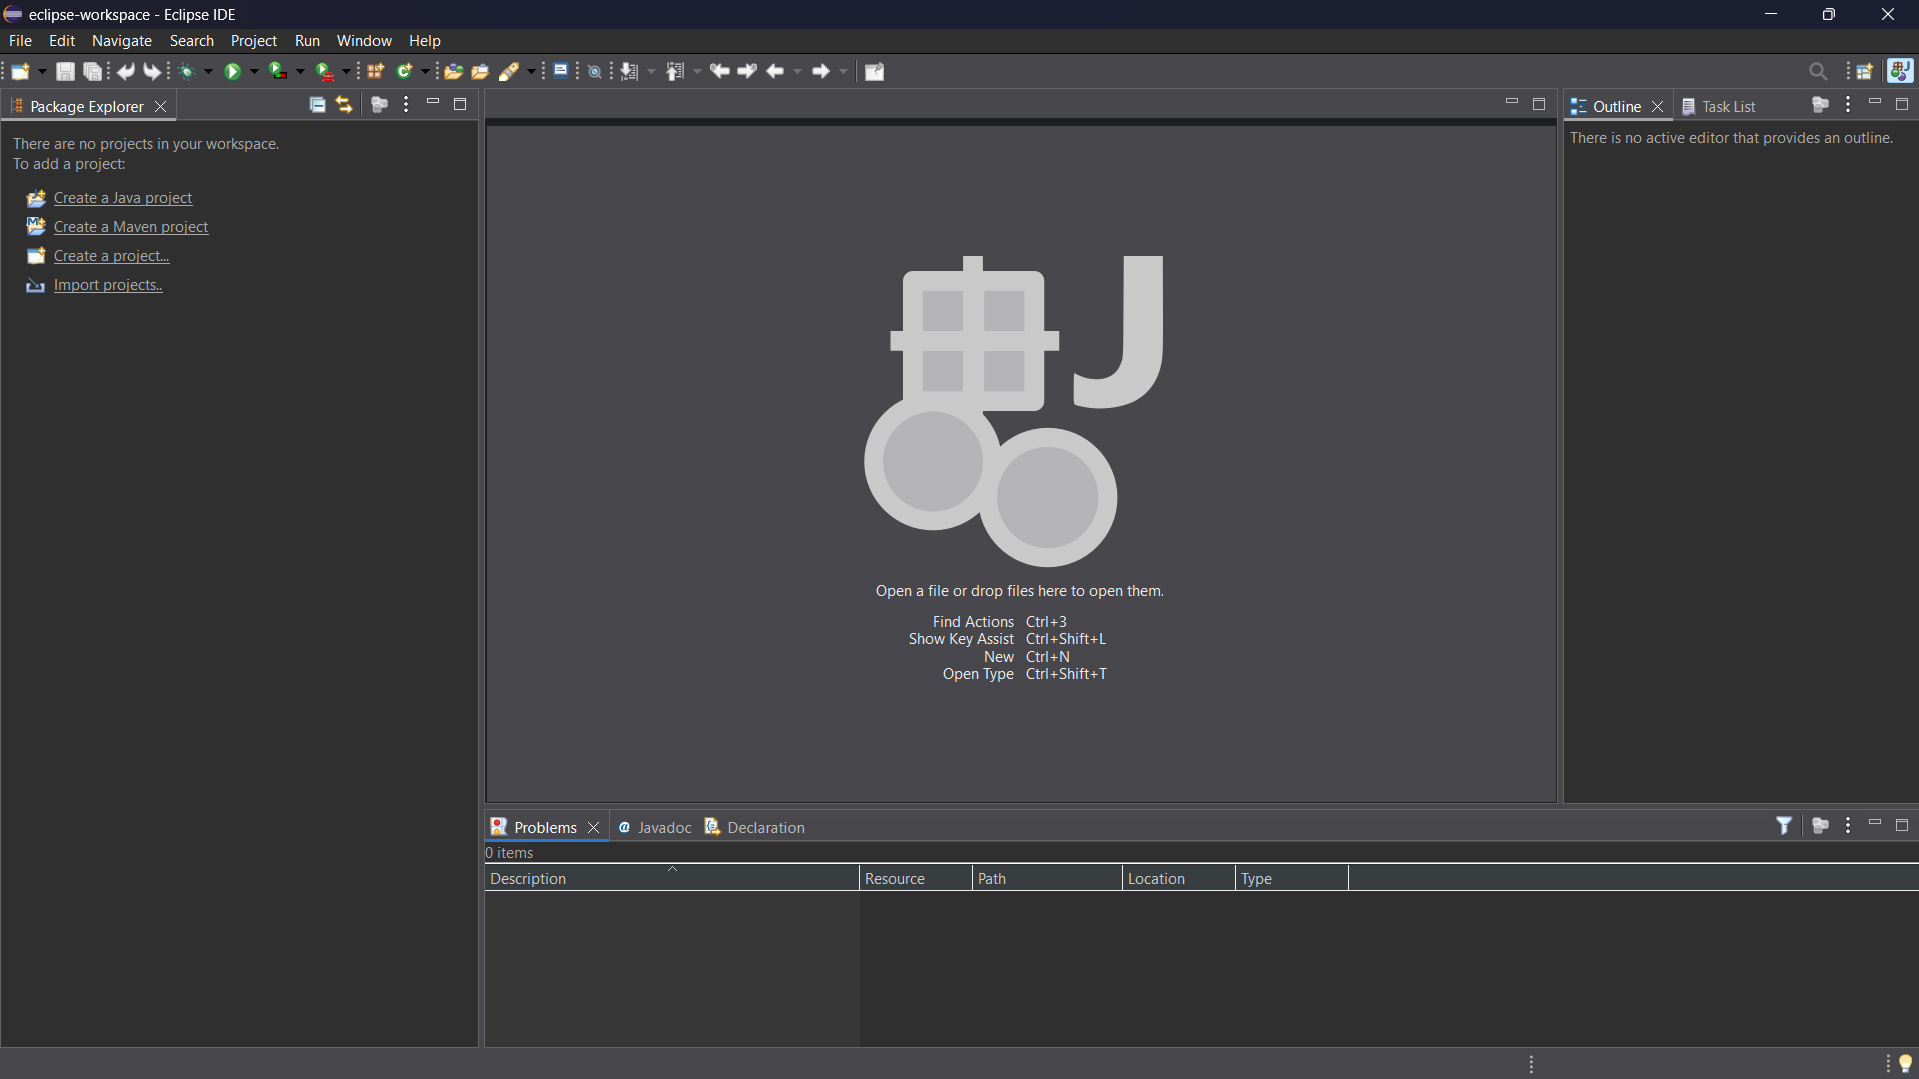 eclipse-workspace - Eclipse IDE
File Edit Navigate Search Project Run Window Help
Package Explorer
There are no projects in your workspace.
To add a project:
Create a Java project
Create a Maven project
Create a project...
Import projects..
J
Open a file or drop files here to open them.
Find Actions Ctrl+3
Show Key Assist Ctrl+Shift+L
New Ctrl+N
Open Type Ctrl+Shift+T
Outline Task List
There is no active editor that provides an outline.
Problems @ Javadoc Declaration
0 items
Description Resource Path Location Type